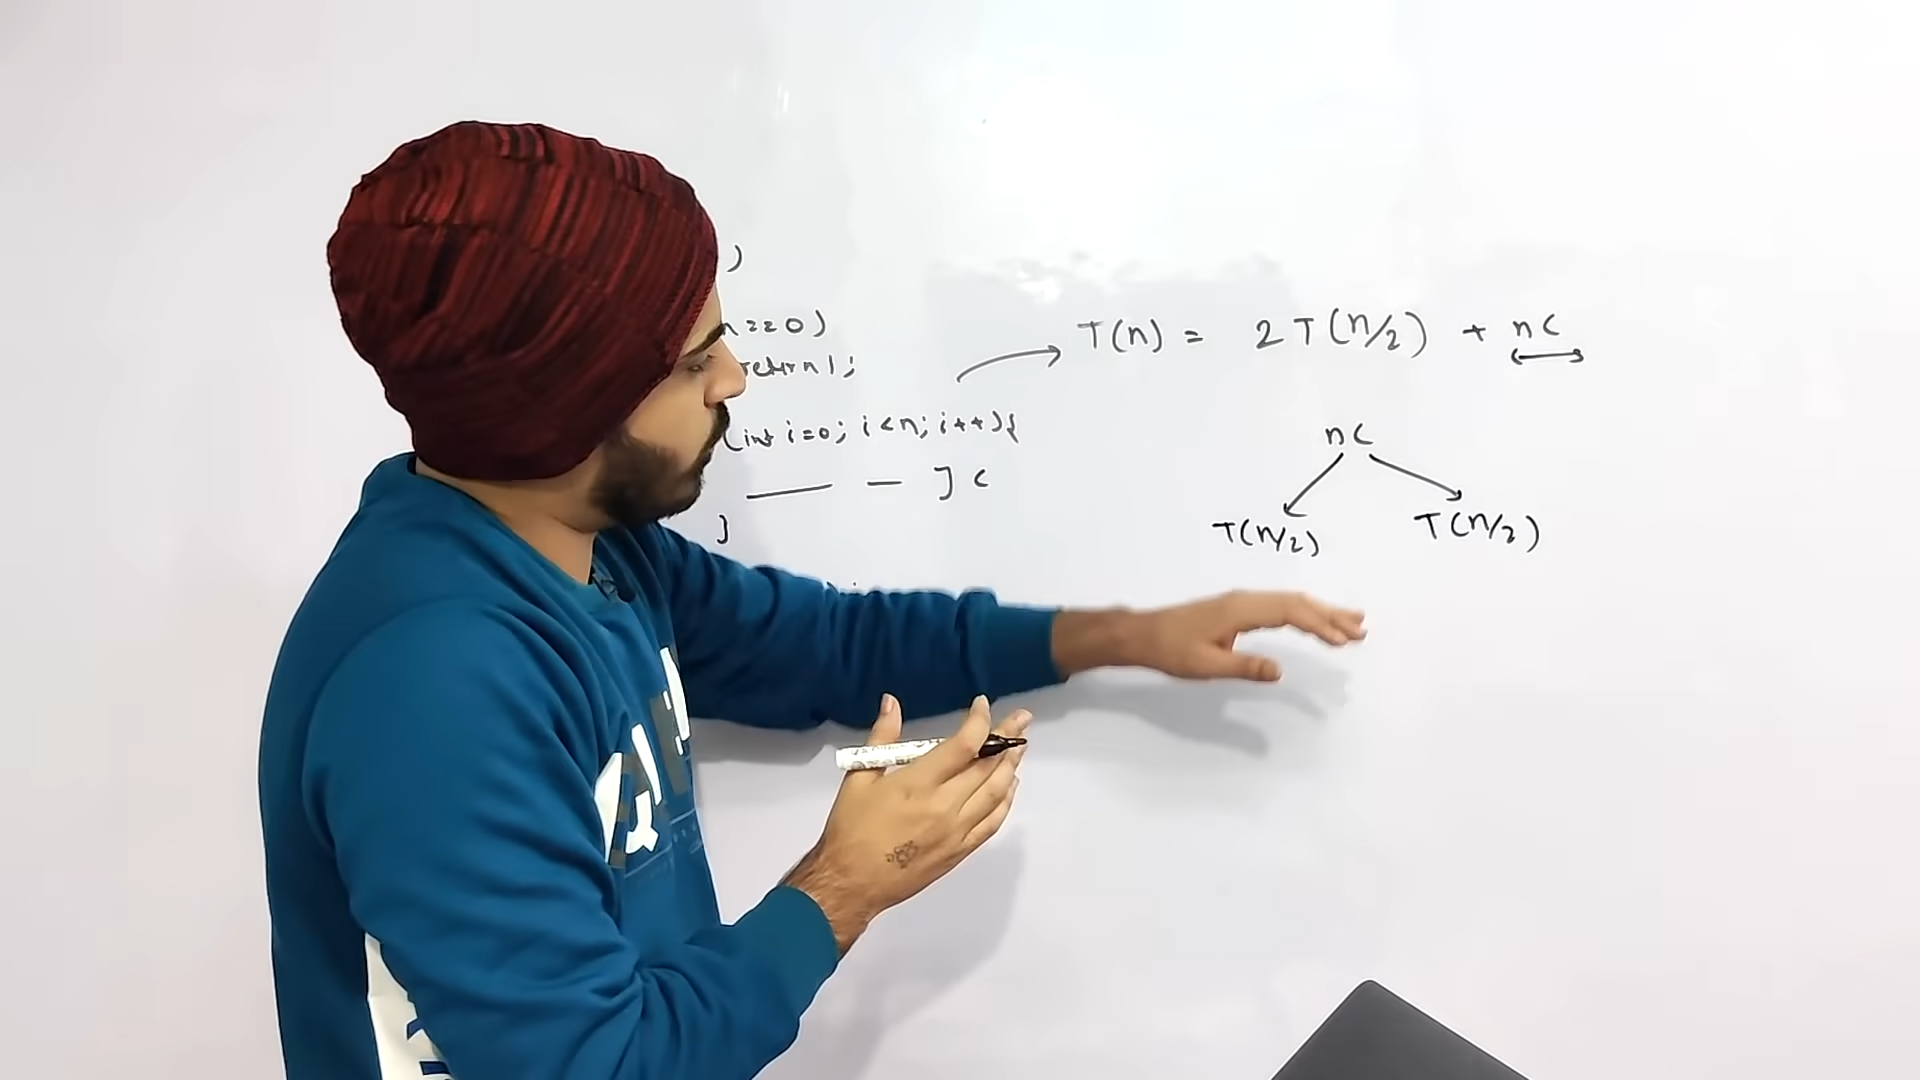 )
n==0)
return 1;
(int i=0; i<n; i++){
] C
}
T(n) = 2T(n/2) + nC
nC
T(n/2) T(n/2)